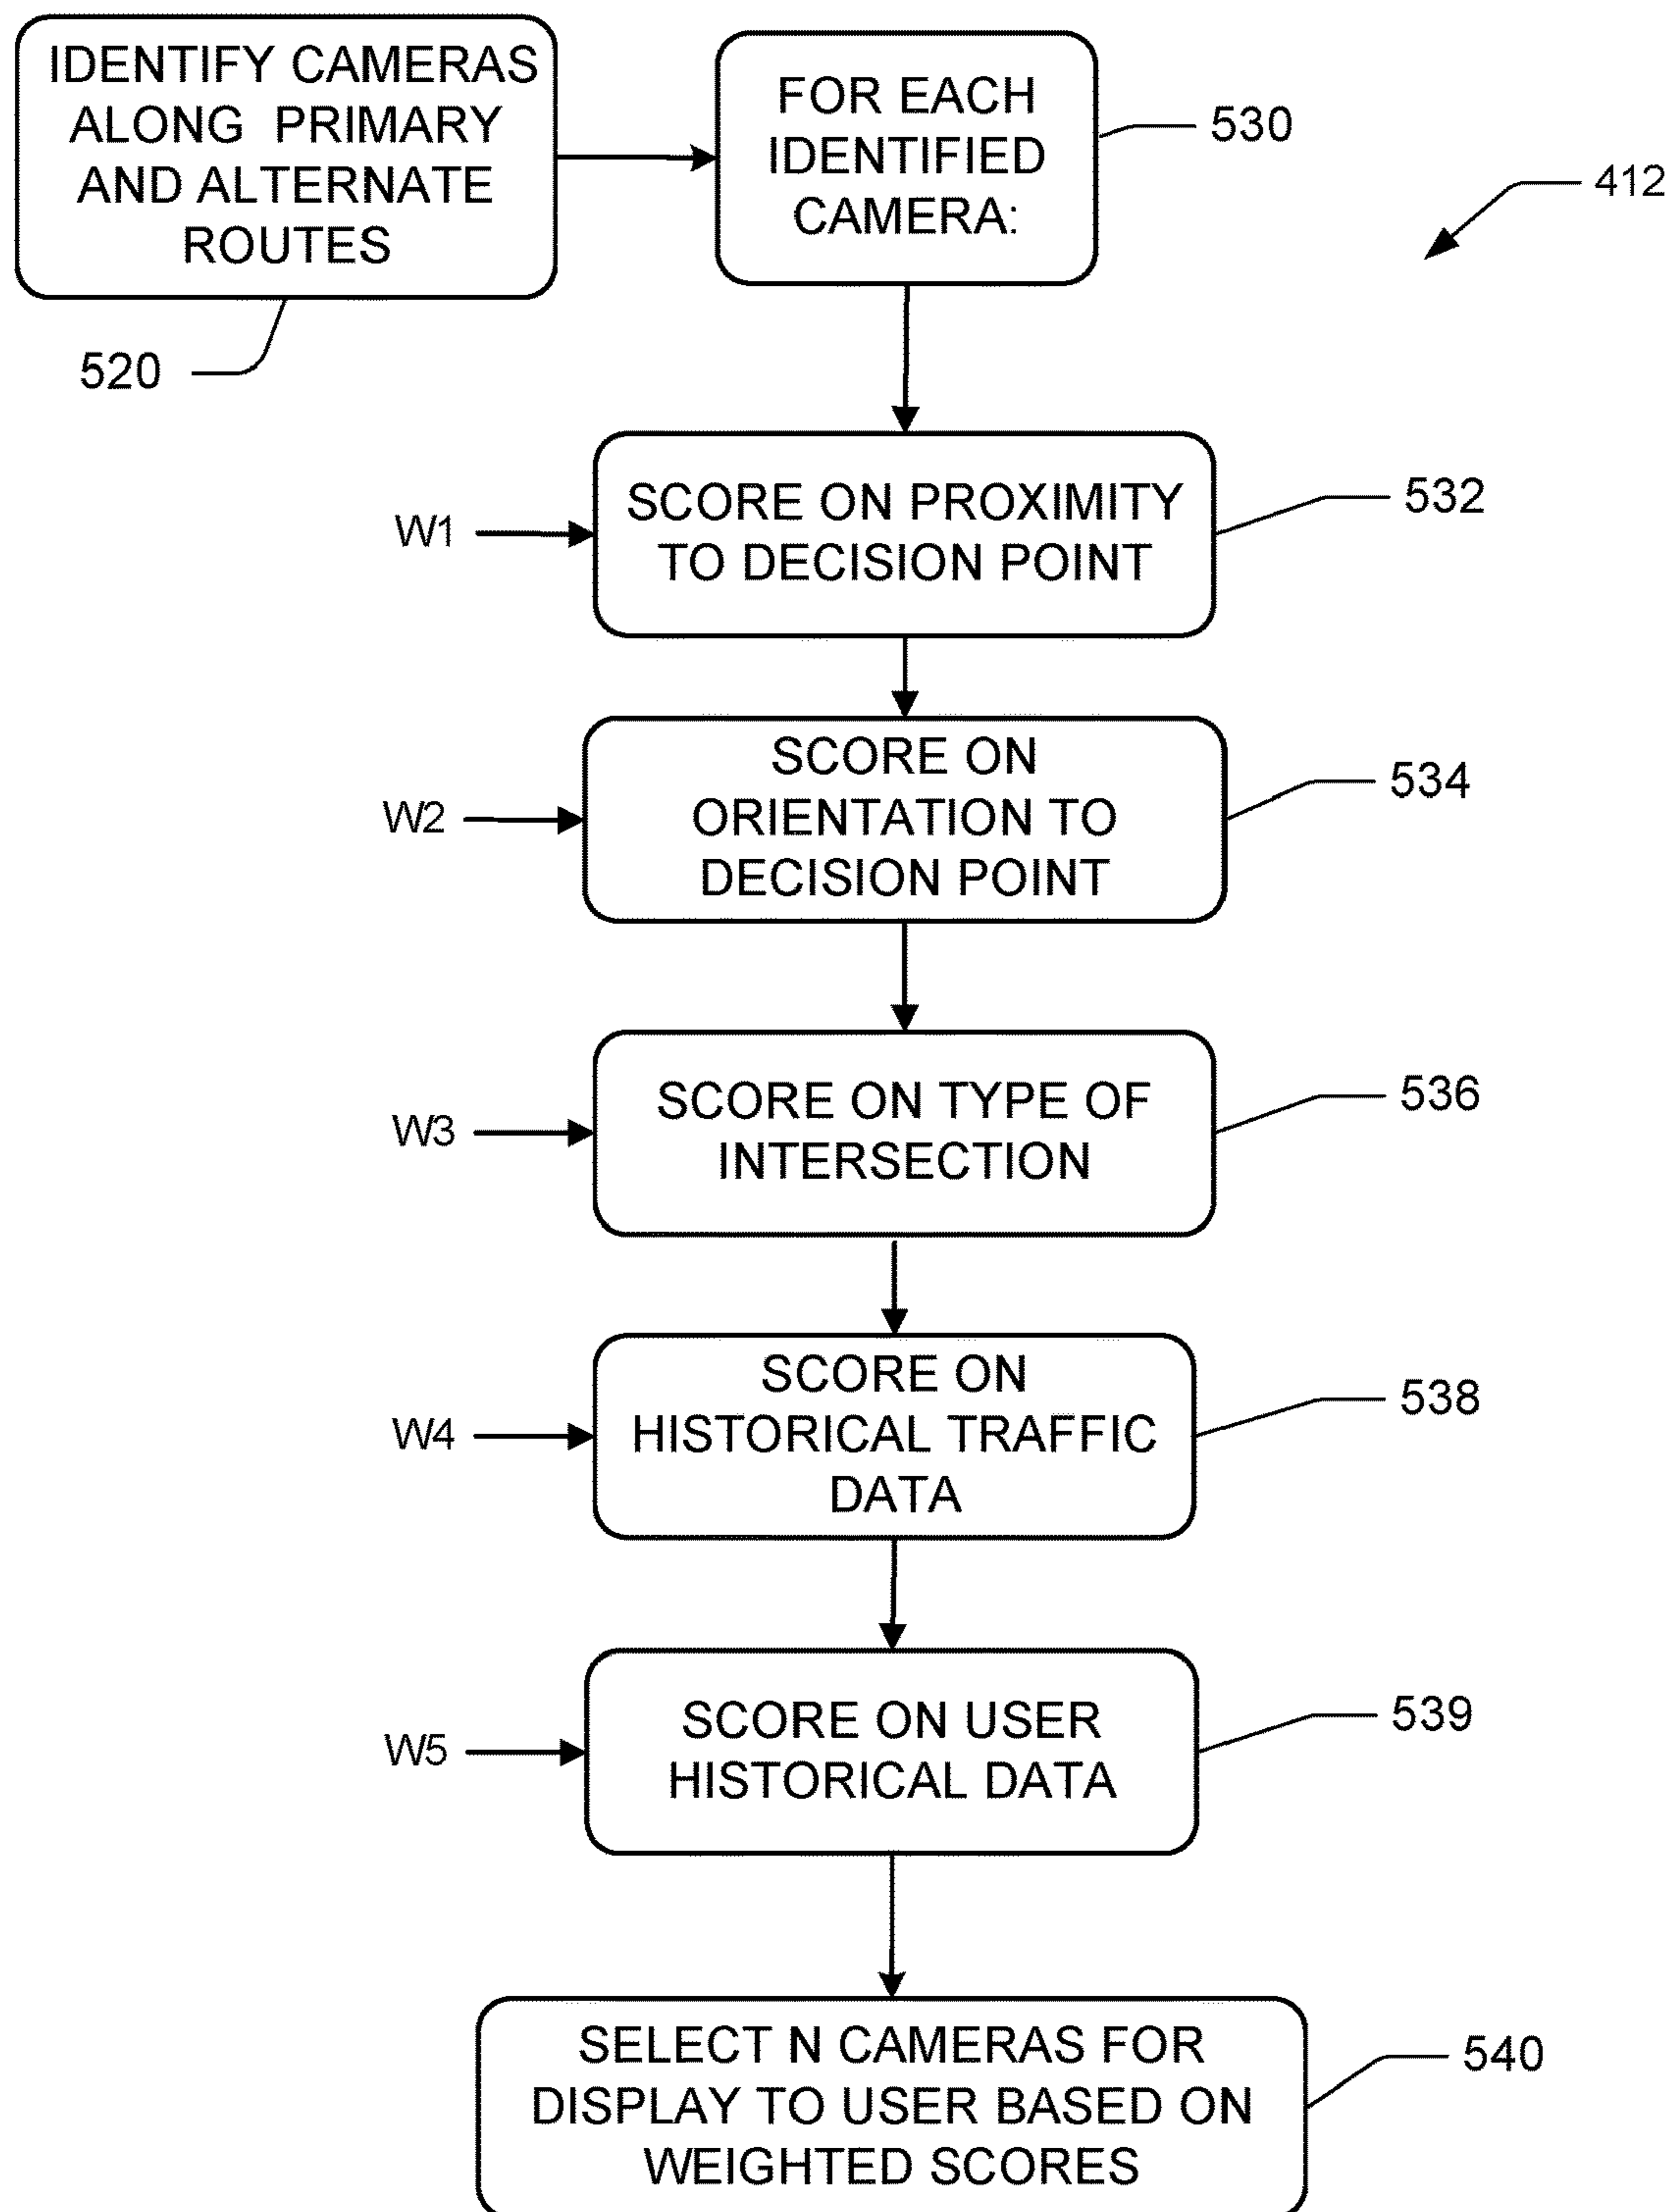 IDENTIFY CAMERAS
ALONG PRIMARY
AND ALTERNATE
ROUTES
520
FOR EACH
IDENTIFIED
CAMERA:
530
412
W1
SCORE ON PROXIMITY
TO DECISION POINT
532
W2
SCORE ON
ORIENTATION TO
DECISION POINT
534
W3
SCORE ON TYPE OF
INTERSECTION
536
W4
SCORE ON
HISTORICAL TRAFFIC
DATA
538
W5
SCORE ON USER
HISTORICAL DATA
539
SELECT N CAMERAS FOR
DISPLAY TO USER BASED ON
WEIGHTED SCORES
540